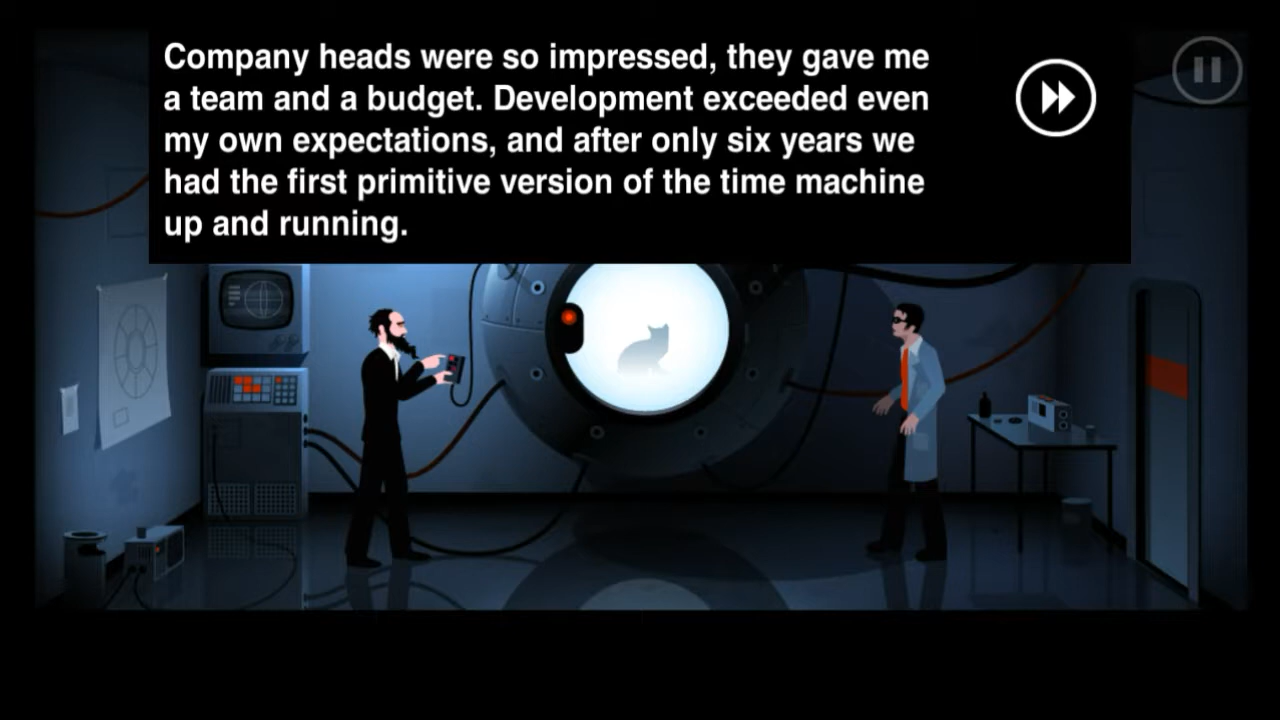 Company heads were so impressed, they gave me
a team and a budget. Development exceeded even
my own expectations, and after only six years we
had the first primitive version of the time machine
up and running.